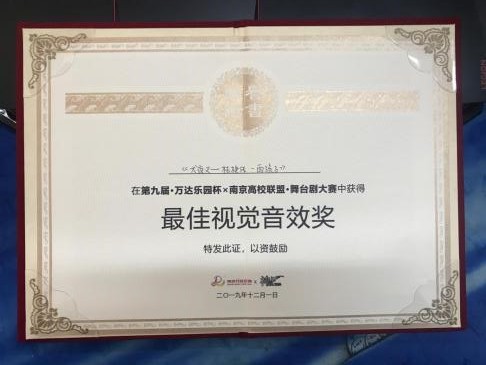 在第九届·万达乐园杯×南京高校联盟·舞台剧大赛中获得
最佳视觉音效奖
特发此证，以资鼓励
二〇一九年十二月一日